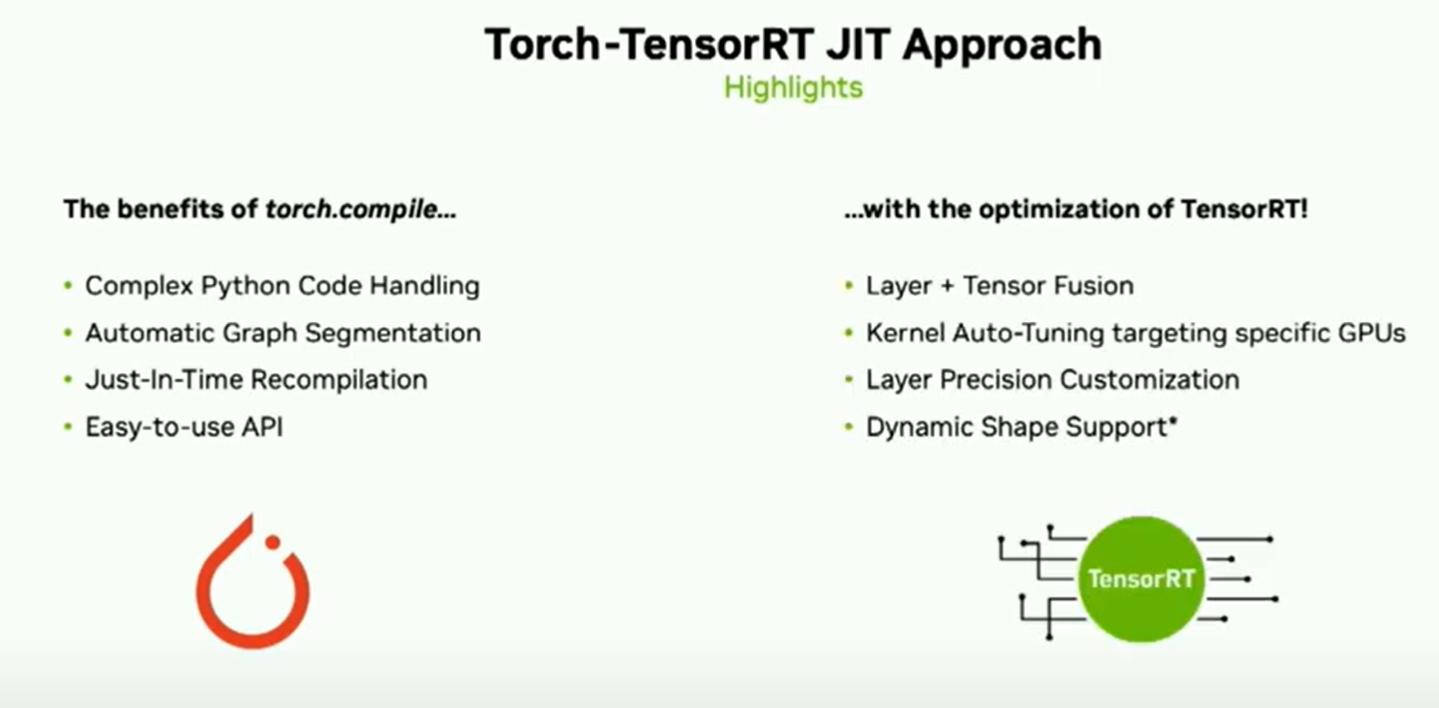 Torch-TensorRT JIT Approach
Highlights
The benefits of torch.compile...
• Complex Python Code Handling
• Automatic Graph Segmentation
• Just-In-Time Recompilation
• Easy-to-use API
...with the optimization of TensorRT!
• Layer + Tensor Fusion
• Kernel Auto-Tuning targeting specific GPUs
• Layer Precision Customization
• Dynamic Shape Support*
TensorRT